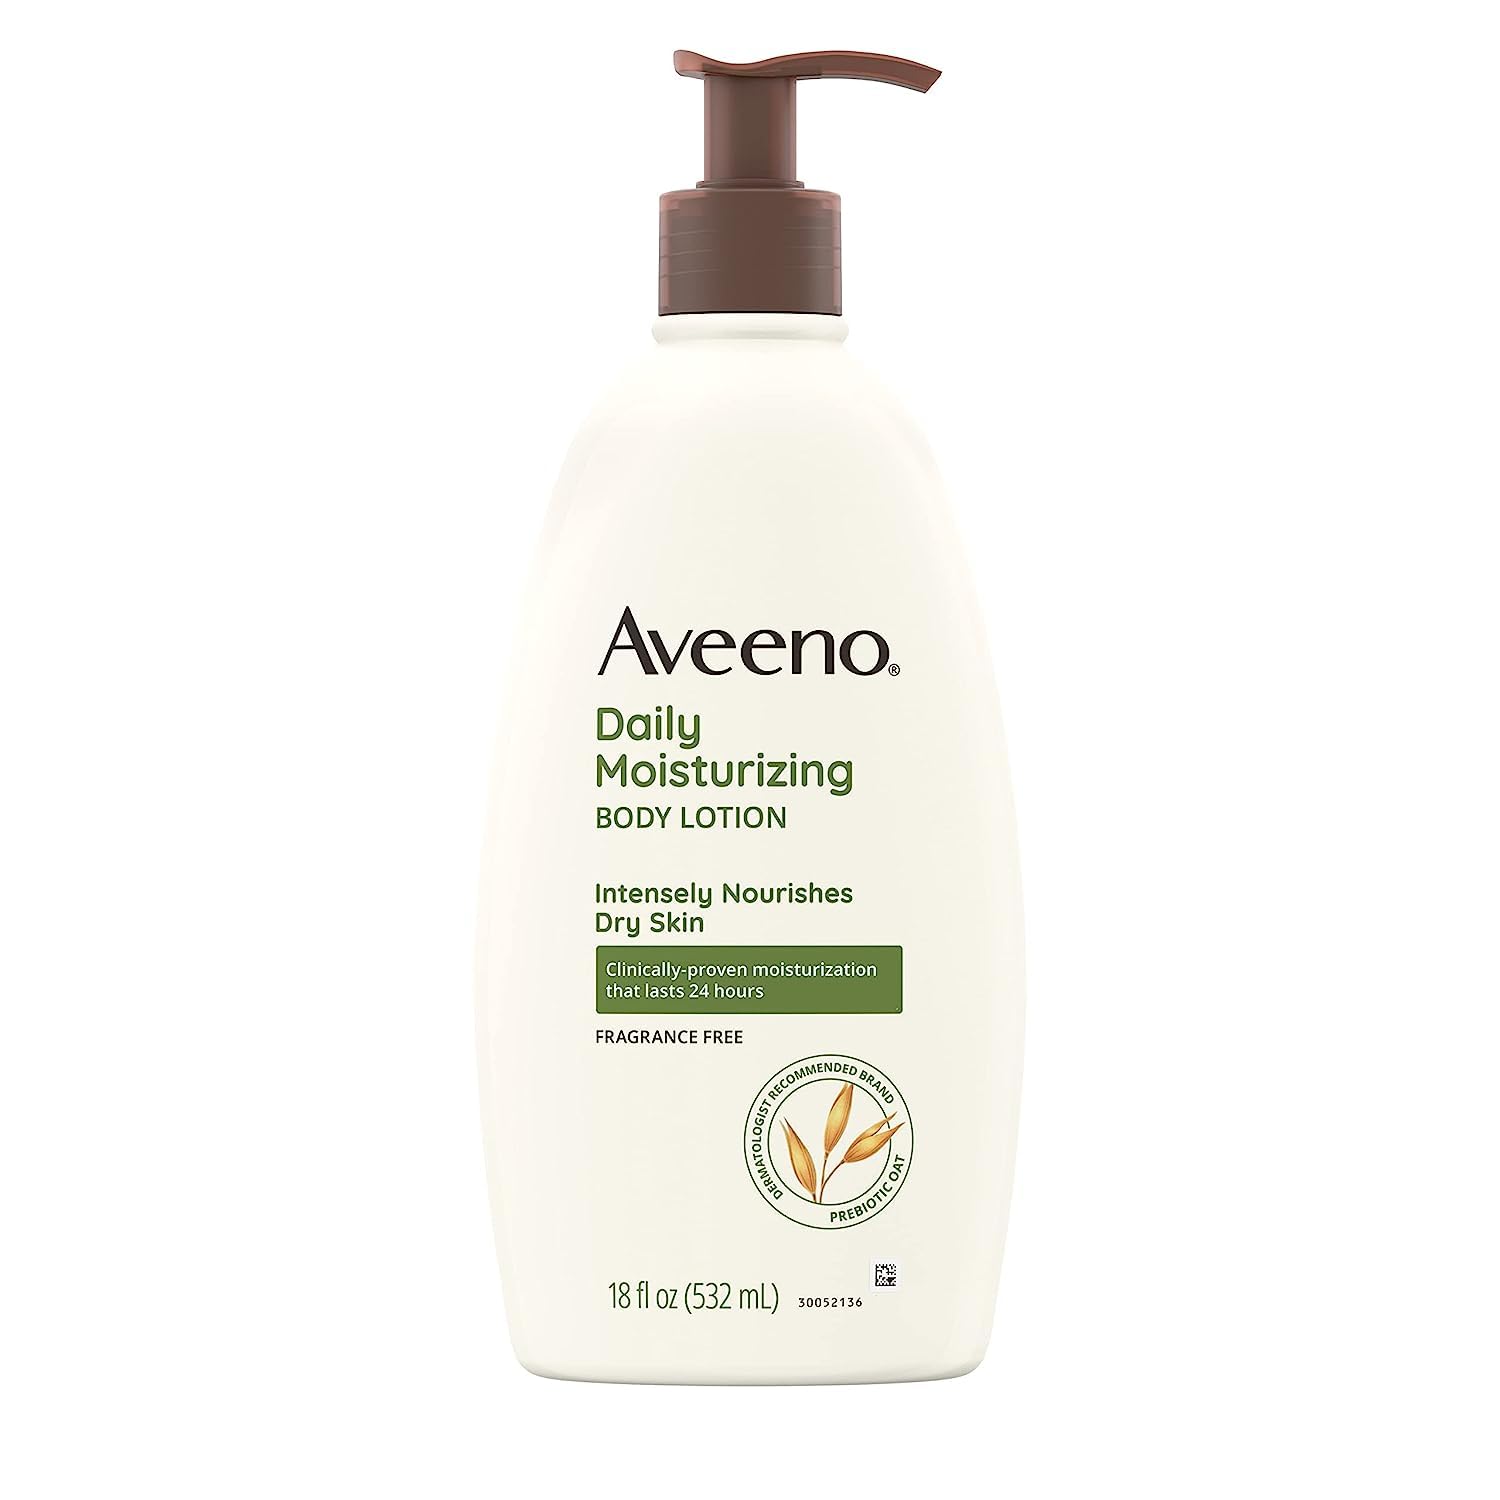 Aveeno®
Daily
Moisturizing
BODY LOTION
Intensely Nourishes
Dry Skin
Clinically-proven moisturization
that lasts 24 hours
FRAGRANCE FREE
DERMATOLOGIST RECOMMENDED BRAND
PREBIOTIC OAT
18 fl oz (532 mL)
30052136